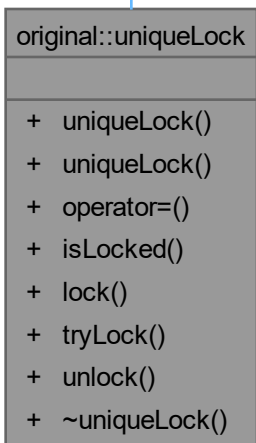 original::uniqueLock
+ uniqueLock()
+ uniqueLock()
+ operator=()
+ isLocked()
+ lock()
+ tryLock()
+ unlock()
+ ~uniqueLock()